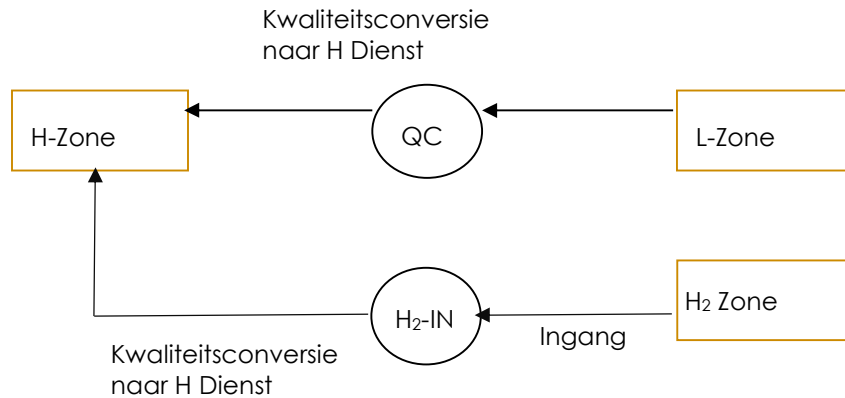 Kwaliteitsconversie
naar H Dienst
H-Zone
QC
L-Zone
H₂ Zone
H₂-IN
Ingang
Kwaliteitsconversie
naar H Dienst